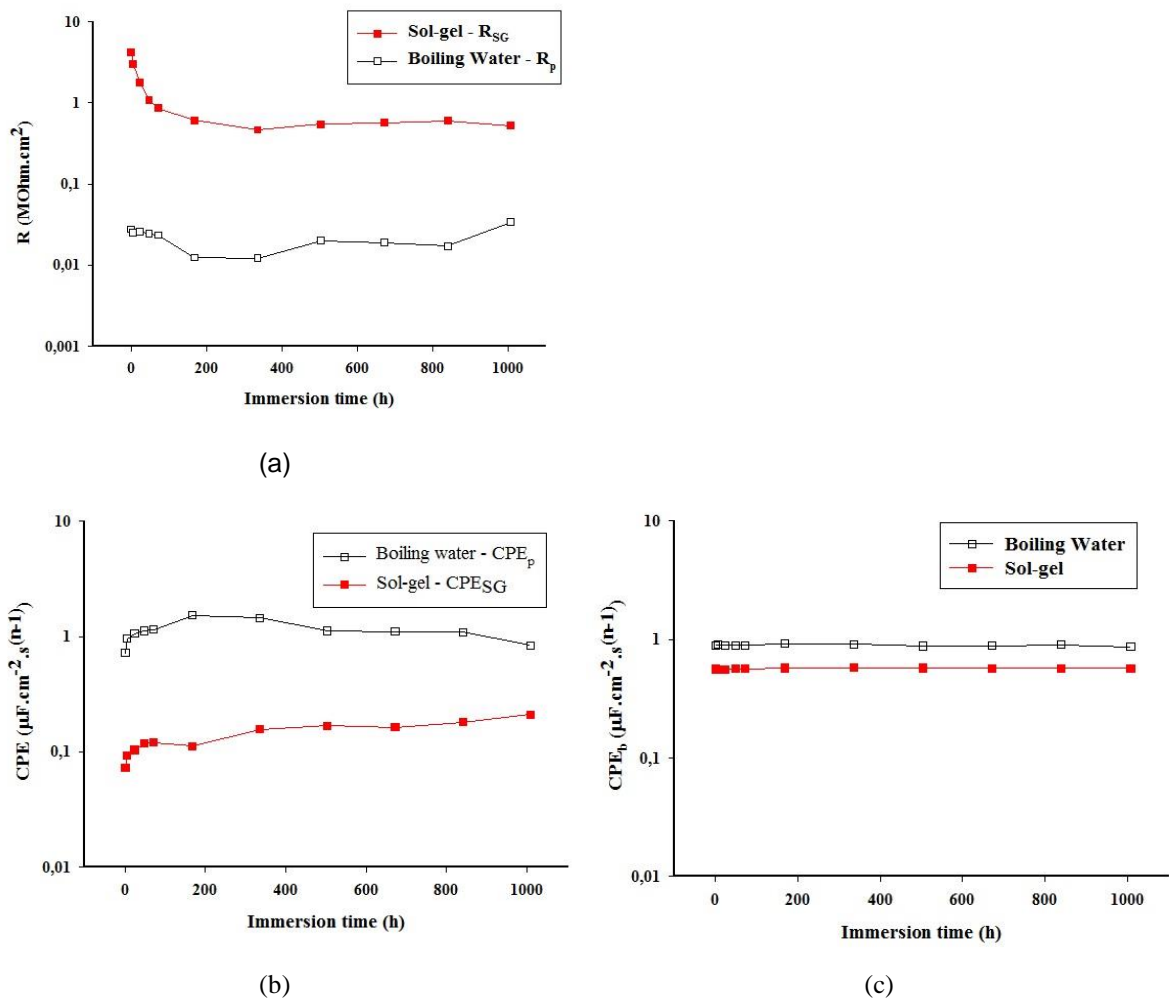 10
1
0,1
0,01
0,001
R (MOhm.cm²)
Sol-gel - R_SG
Boiling Water - R_p
0 200 400 600 800 1000
Immersion time (h)
(a)
10
1
0,1
0,01
CPE (µF.cm⁻².s⁽ⁿ⁻¹⁾)
Boiling water - CPE_p
Sol-gel - CPE_SG
0 200 400 600 800 1000
Immersion time (h)
(b)
10
1
0,1
0,01
CPE_b (µF.cm⁻².s⁽ⁿ⁻¹⁾)
Boiling Water
Sol-gel
0 200 400 600 800 1000
Immersion time (h)
(c)